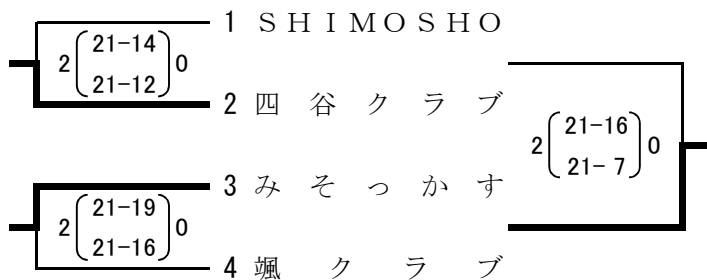 1 ＳＨＩＭＯＳＨＯ
2 (21-14 21-12) 0
2 四谷クラブ
2 (21-16 21- 7) 0
3 みそっかす
2 (21-19 21-16) 0
4 颯クラブ